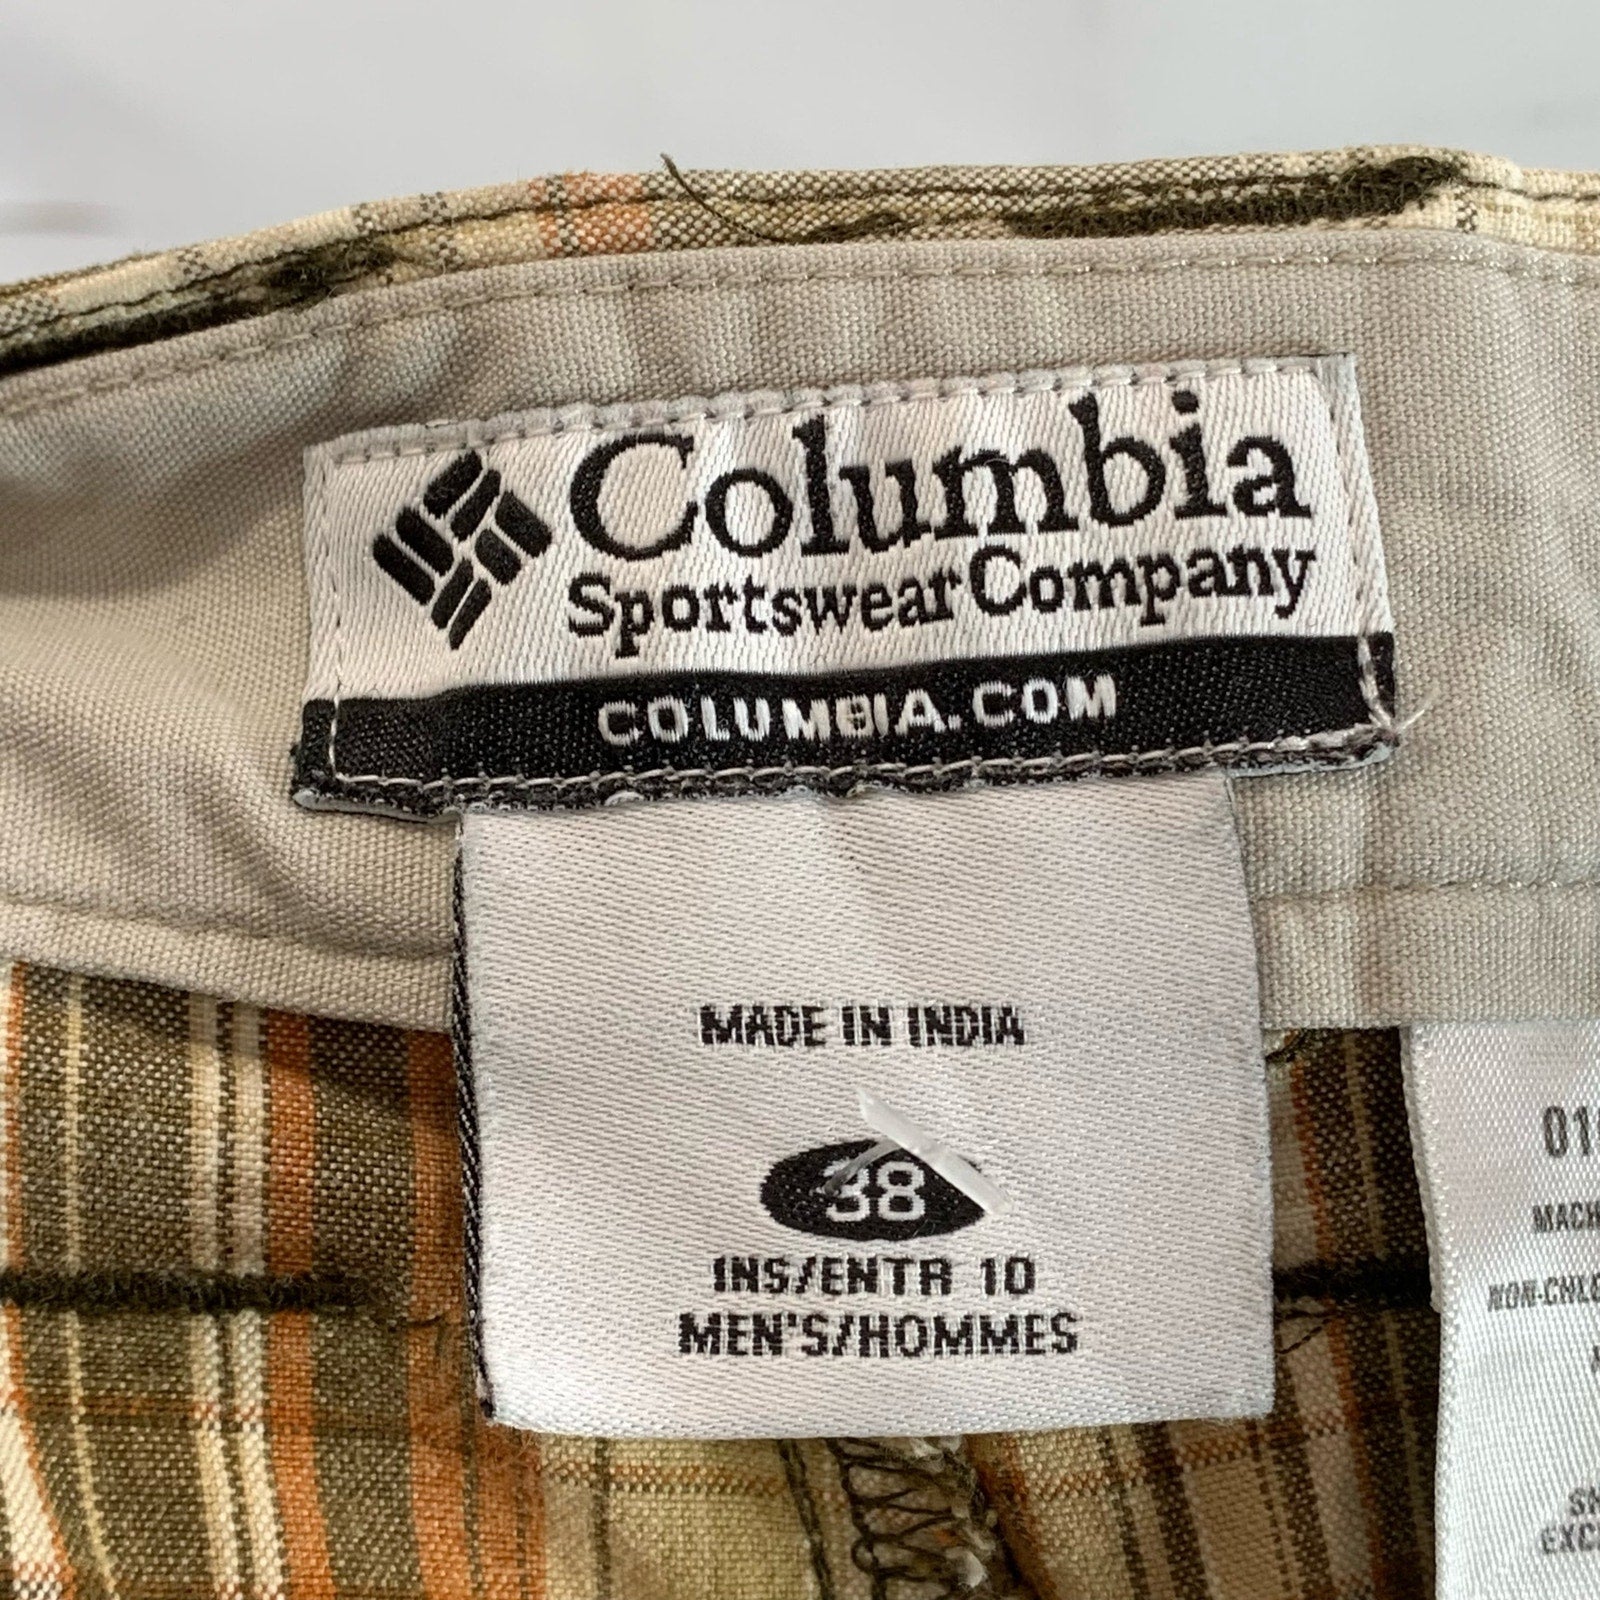 Columbia
Sportswear Company
COLUMBIA.COM
MADE IN INDIA
38
INS/ENTR 10
MEN'S/HOMMES